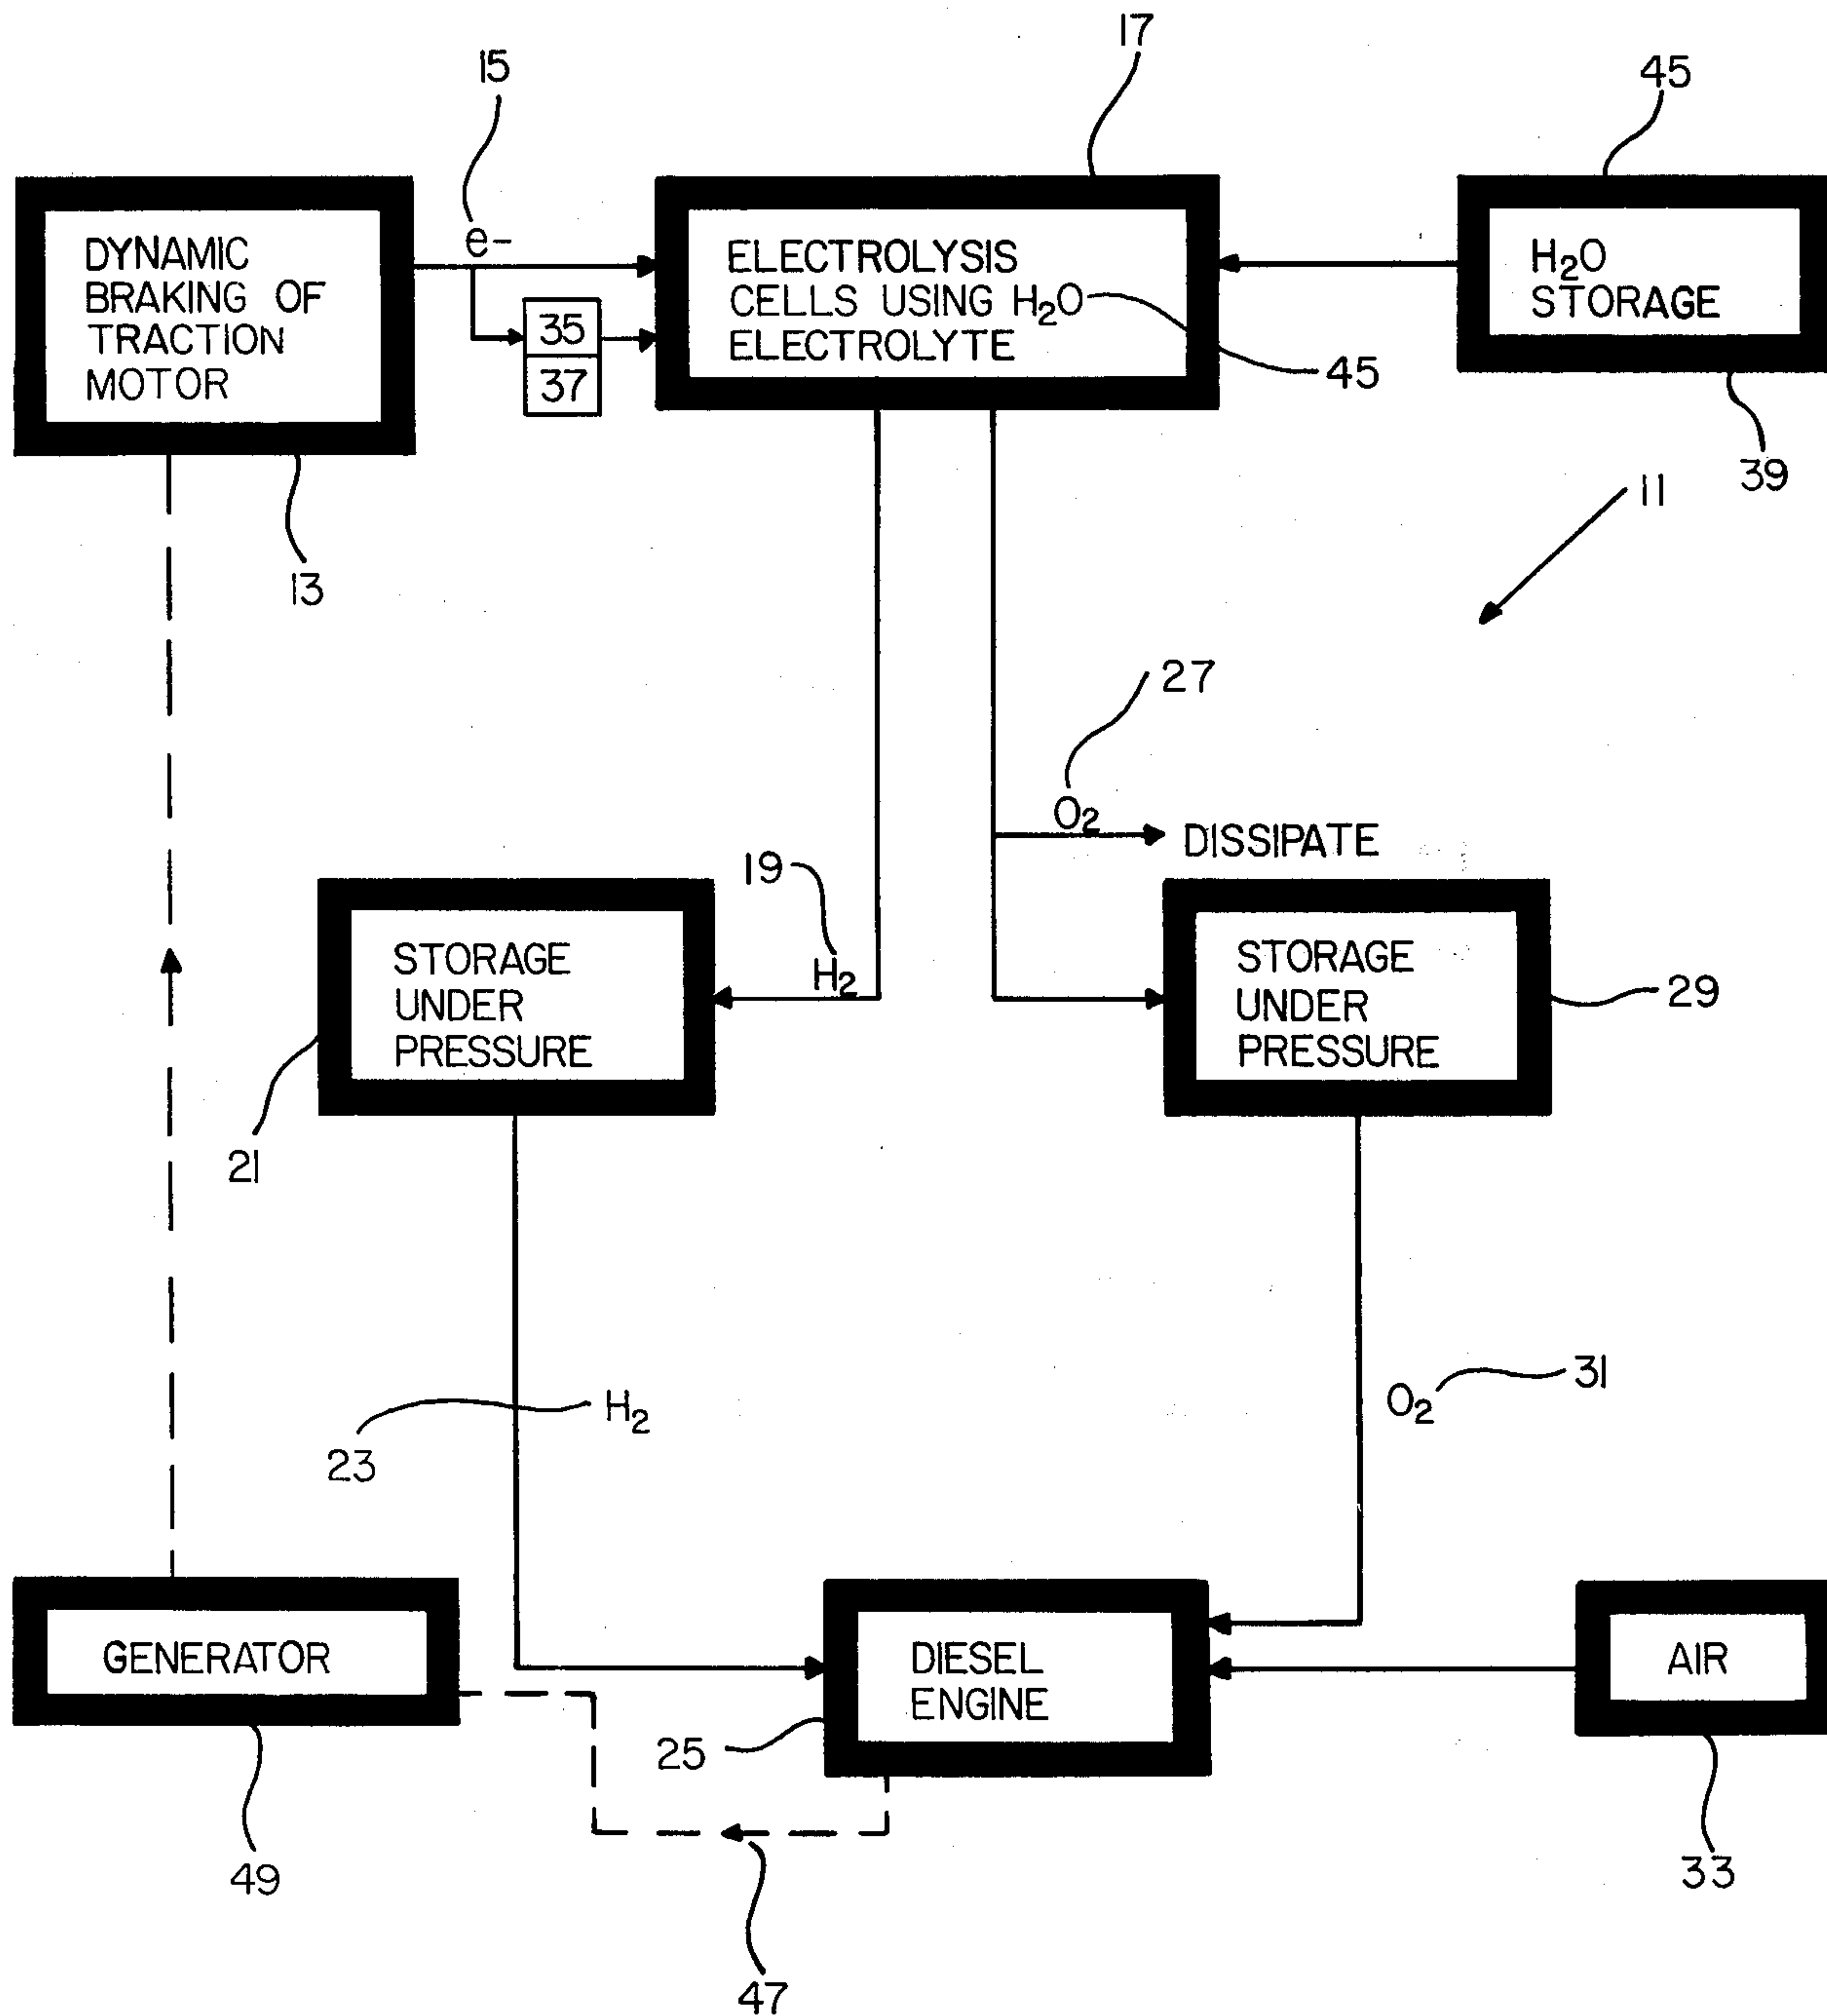 17
15
45
DYNAMIC
BRAKING OF
TRACTION
MOTOR
e-
35
37
ELECTROLYSIS
CELLS USING H₂O
ELECTROLYTE
45
H₂O
STORAGE
39
11
13
27
O₂
DISSIPATE
19
H₂
STORAGE
UNDER
PRESSURE
STORAGE
UNDER
PRESSURE
29
21
31
O₂
H₂
23
GENERATOR
DIESEL
ENGINE
AIR
25
49
33
47